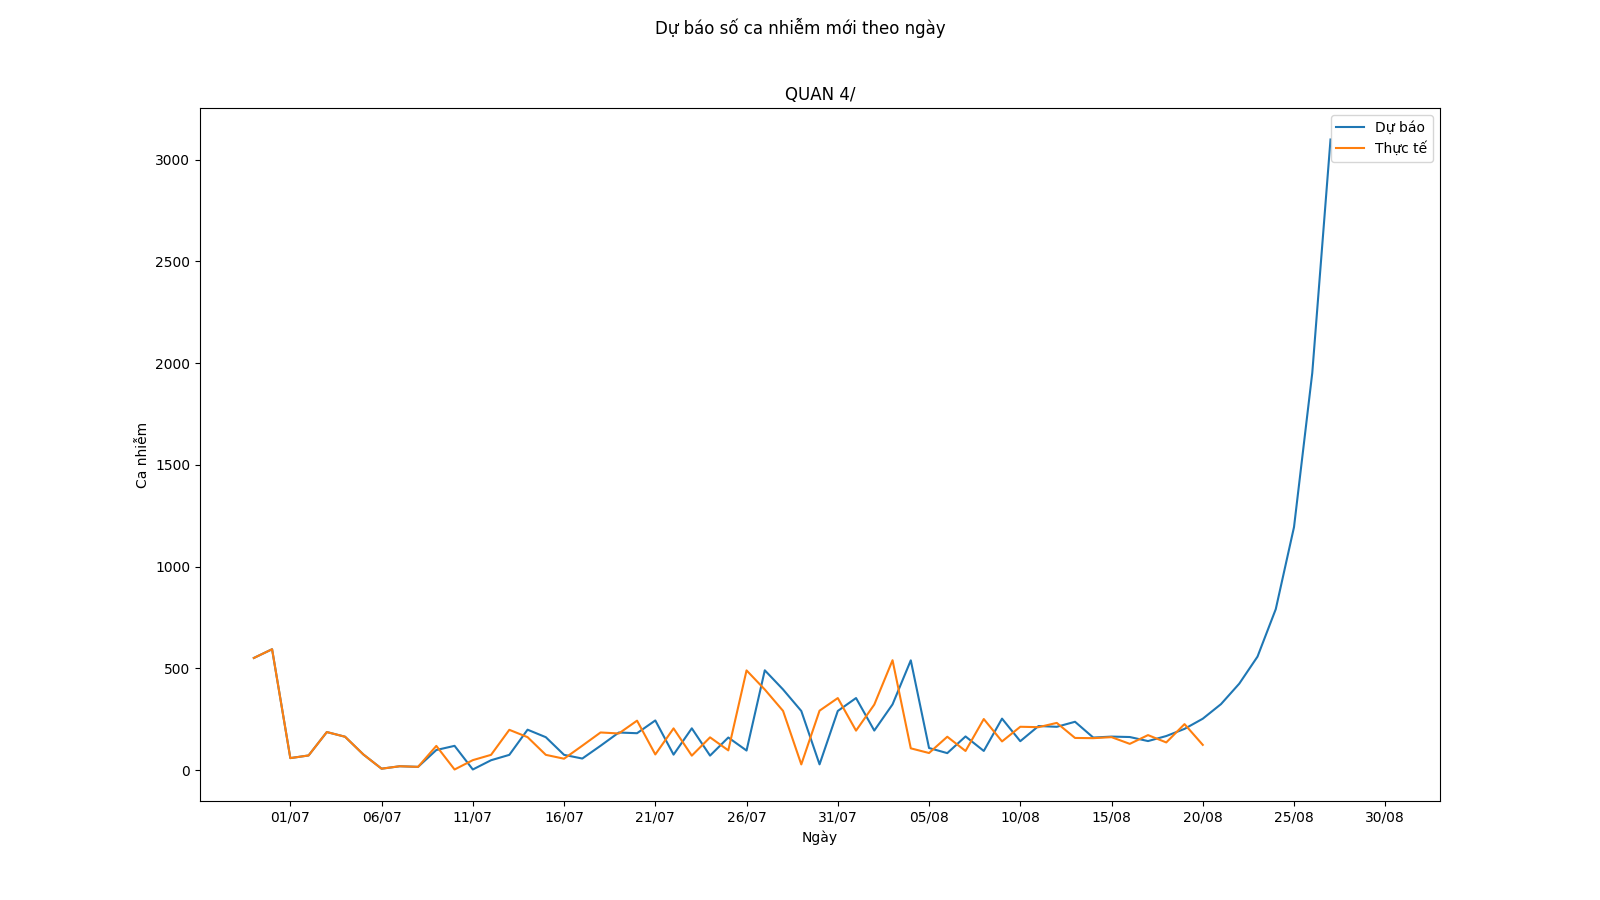 Dự báo số ca nhiễm mới theo ngày
QUAN 4/
Dự báo
Thực tế
3000
2500
2000
1500
1000
500
0
Ca nhiễm
01/07 06/07 11/07 16/07 21/07 26/07 31/07 05/08 10/08 15/08 20/08 25/08 30/08
Ngày